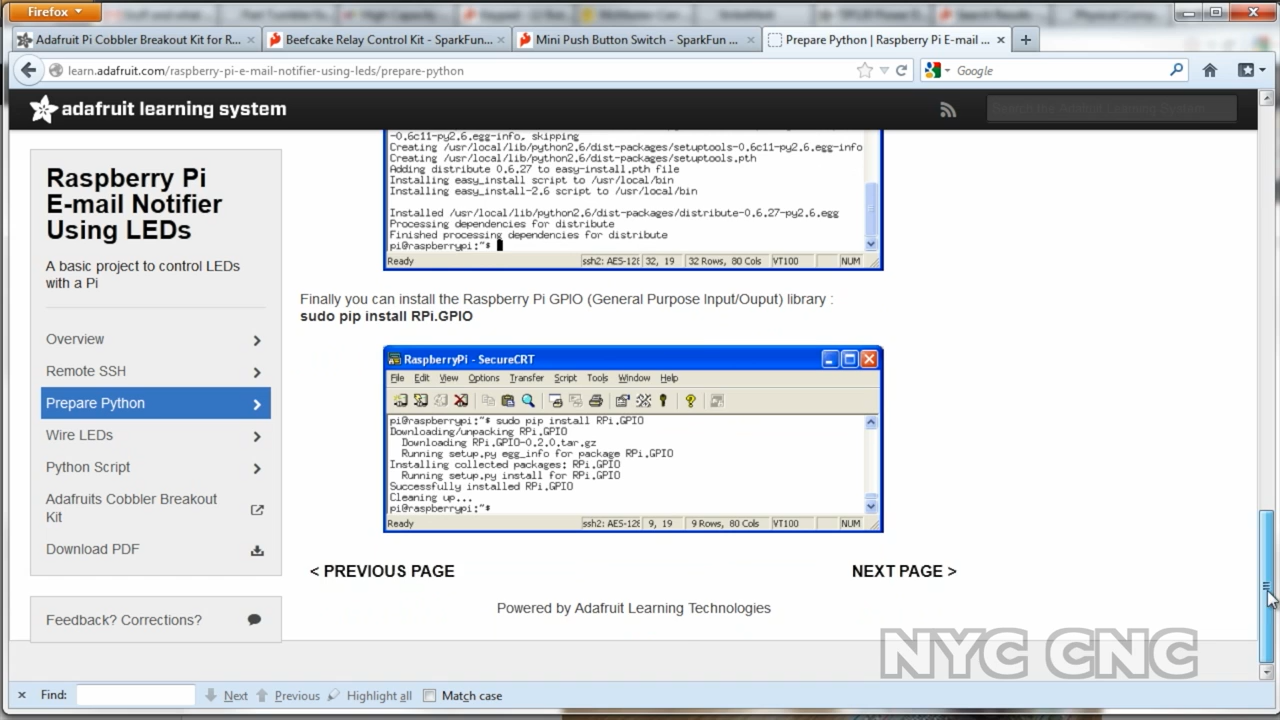 Firefox
Adafruit Pi Cobbler Breakout Kit for R...
Beefcake Relay Control Kit - SparkFun...
Mini Push Button Switch - SparkFun ...
Prepare Python | Raspberry Pi E-mail ...
learn.adafruit.com/raspberry-pi-e-mail-notifier-using-leds/prepare-python
Google
adafruit learning system
Search the Adafruit Learning System
Raspberry Pi
E-mail Notifier
Using LEDs
A basic project to control LEDs
with a Pi
Overview
Remote SSH
Prepare Python
Wire LEDs
Python Script
Adafruits Cobbler Breakout
Kit
Download PDF
Feedback? Corrections?
-0.6c11-py2.6.egg-info, skipping
Creating /usr/local/lib/python2.6/dist-packages/setuptools-0.6c11-py2.6.egg-info
Creating /usr/local/lib/python2.6/dist-packages/setuptools.pth
Adding distribute 0.6.27 to easy-install.pth file
Installing easy_install script to /usr/local/bin
Installing easy_install-2.6 script to /usr/local/bin
Installed /usr/local/lib/python2.6/dist-packages/distribute-0.6.27-py2.6.egg
Processing dependencies for distribute
Finished processing dependencies for distribute
pi@raspberrypi:~$
Ready ssh2: AES-128 32, 19 32 Rows, 80 Cols VT100 NUM
Finally you can install the Raspberry Pi GPIO (General Purpose Input/Ouput) library :
sudo pip install RPi.GPIO
RaspberryPi - SecureCRT
File Edit View Options Transfer Script Tools Window Help
pi@raspberrypi:~$ sudo pip install RPi.GPIO
Downloading/unpacking RPi.GPIO
Downloading RPi.GPIO-0.2.0.tar.gz
Running setup.py egg_info for package RPi.GPIO
Installing collected packages: RPi.GPIO
Running setup.py install for RPi.GPIO
Successfully installed RPi.GPIO
Cleaning up...
pi@raspberrypi:~$
Ready ssh2: AES-128 9, 19 9 Rows, 80 Cols VT100 NUM
< PREVIOUS PAGE
NEXT PAGE >
Powered by Adafruit Learning Technologies
NYC CNC
Find: Next Previous Highlight all Match case